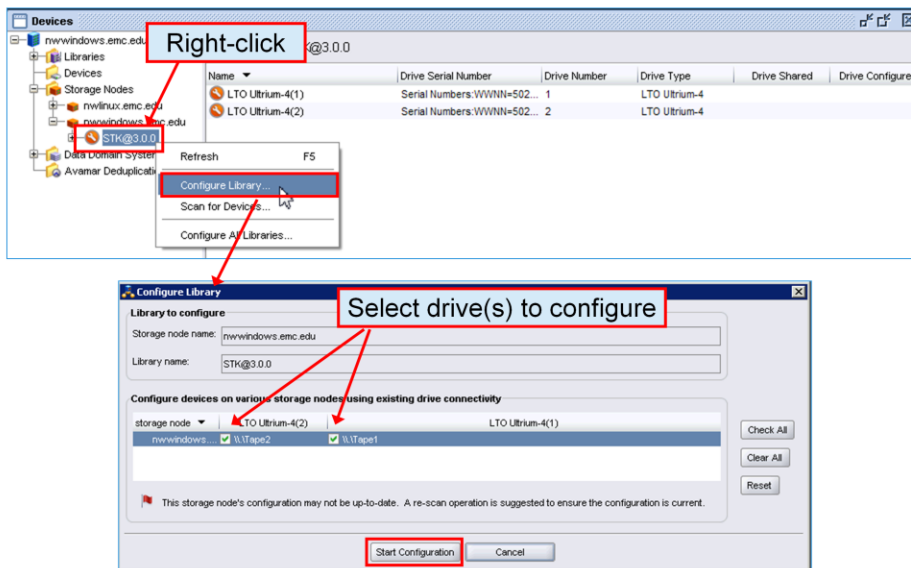 Devices
nwwindows.emc.edu
Right-click
@3.0.0
Libraries
Devices
Storage Nodes
nwlinux.emc.edu
nwwindows.emc.edu
STK@3.0.0
Data Domain System
Avamar Deduplicati
Name Drive Serial Number Drive Number Drive Type Drive Shared Drive Configure
LTO Ultrium-4(1) Serial Numbers:WWNN=502... 1 LTO Ultrium-4
LTO Ultrium-4(2) Serial Numbers:WWNN=502... 2 LTO Ultrium-4
Refresh F5
Configure Library...
Scan for Devices...
Configure All Libraries...
Configure Library
Select drive(s) to configure
Library to configure
Storage node name: nwwindows.emc.edu
Library name: STK@3.0.0
Configure devices on various storage nodes using existing drive connectivity
storage node LTO Ultrium-4(2) LTO Ultrium-4(1)
nwwindows.... \\.\Tape2 \\.\Tape1
Check All
Clear All
Reset
This storage node's configuration may not be up-to-date. A re-scan operation is suggested to ensure the configuration is current.
Start Configuration Cancel